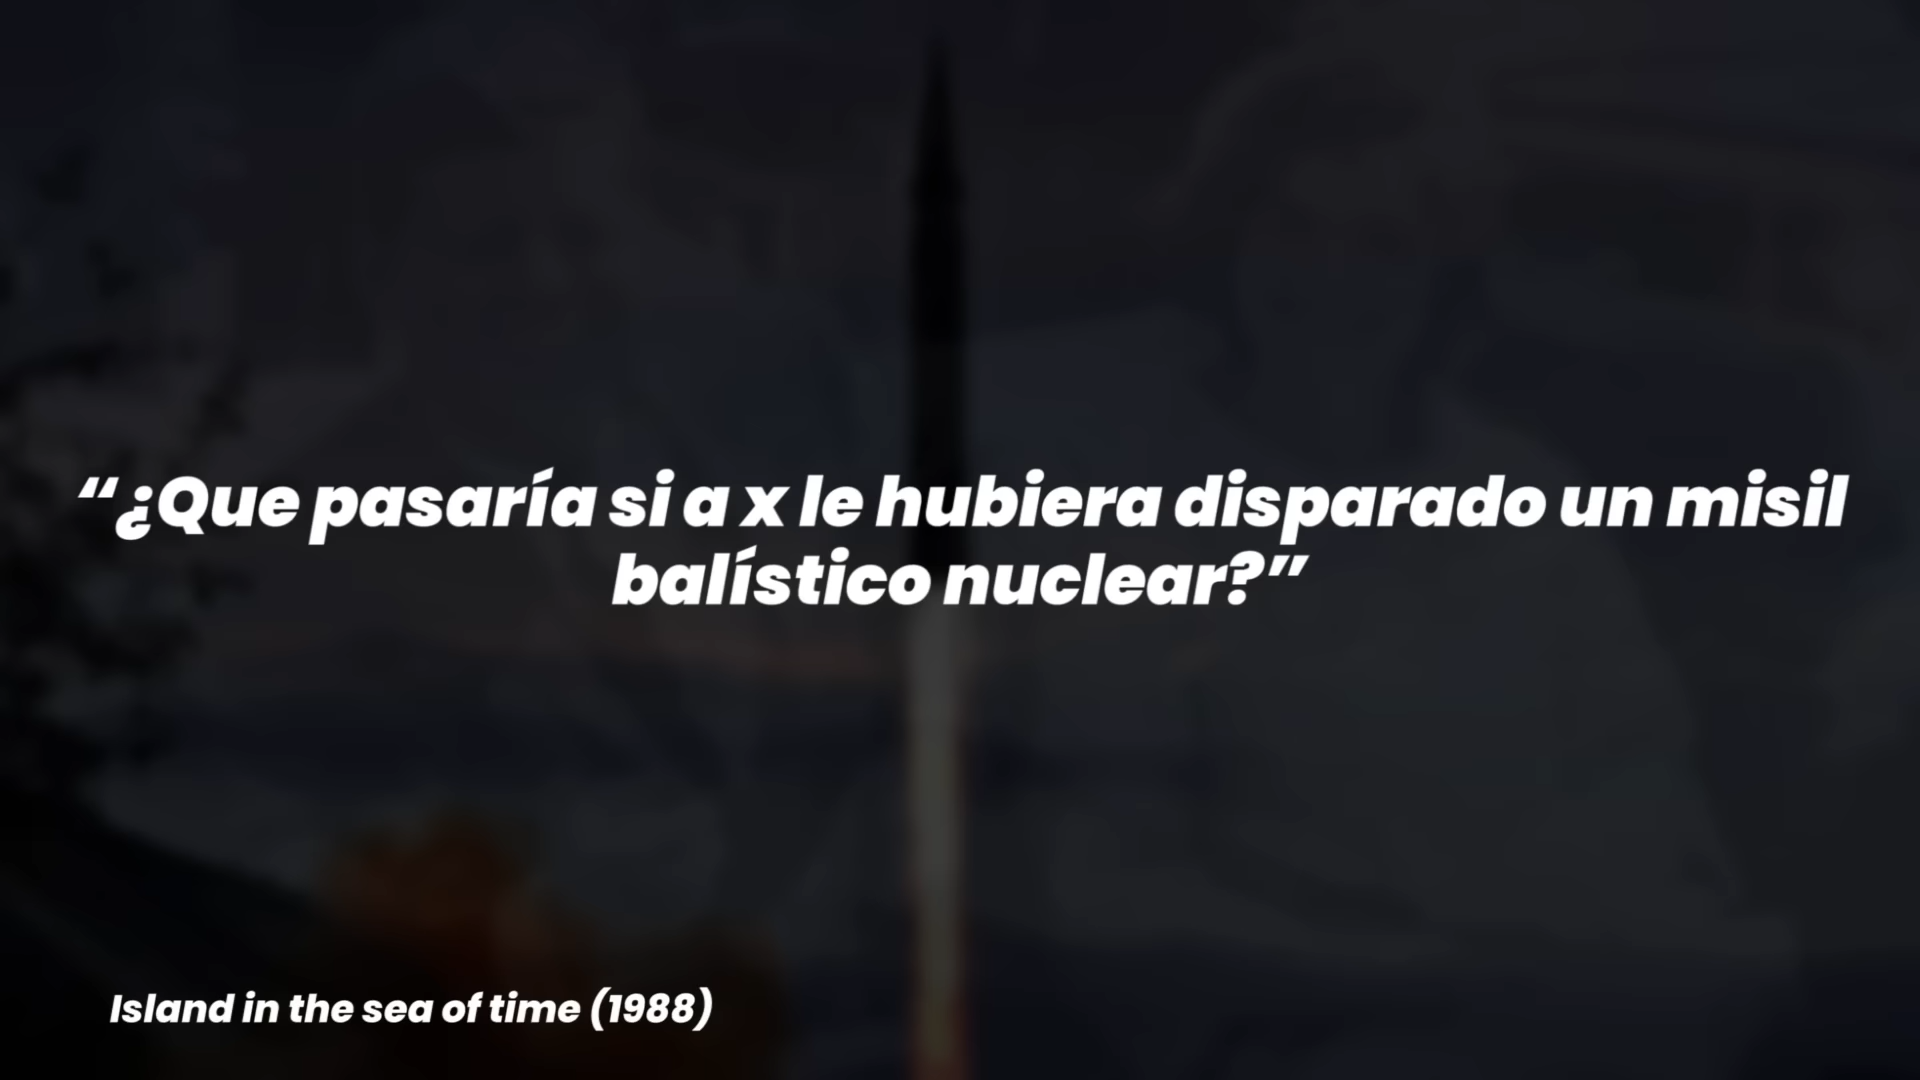 “¿Que pasaría si a x le hubiera disparado un misil
balístico nuclear?”
Island in the sea of time (1988)